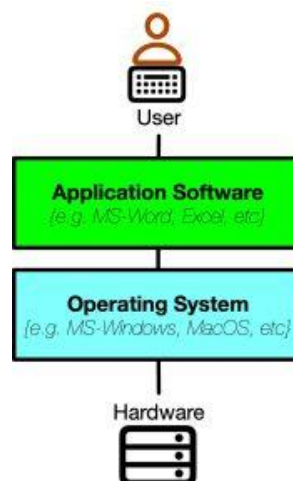 User
Application Software
{e.g. MS-Word, Excel, etc}
Operating System
{e.g. MS-Windows, MacOS, etc}
Hardware